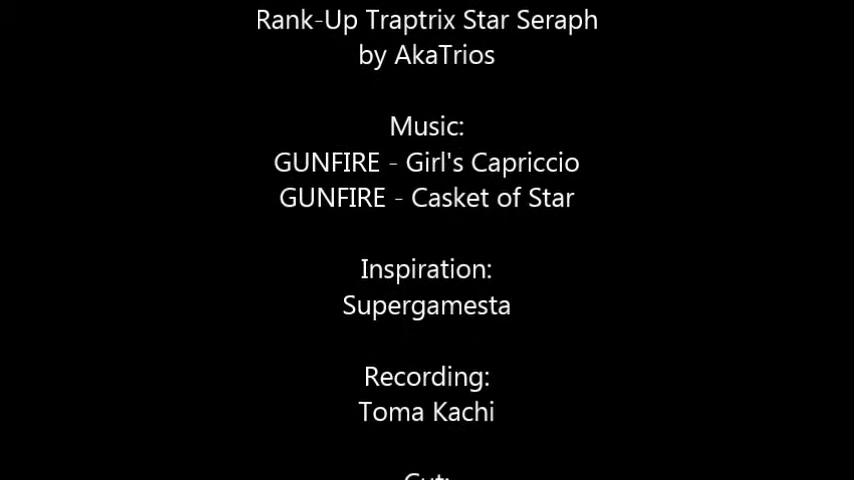 Rank-Up Traptrix Star Seraph
by AkaTrios
Music:
GUNFIRE - Girl's Capriccio
GUNFIRE - Casket of Star
Inspiration:
Supergamesta
Recording:
Toma Kachi